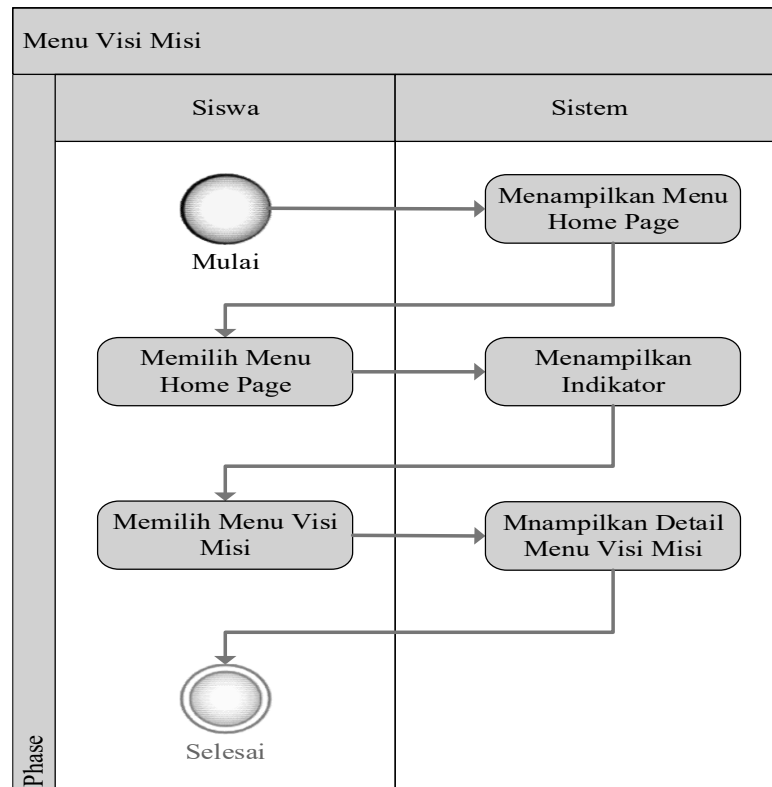 Menu Visi Misi
Siswa
Sistem
Menampilkan Menu
Home Page
Mulai
Memilih Menu
Home Page
Menampilkan
Indikator
Memilih Menu Visi
Misi
Mnampilkan Detail
Menu Visi Misi
Selesai
Phase